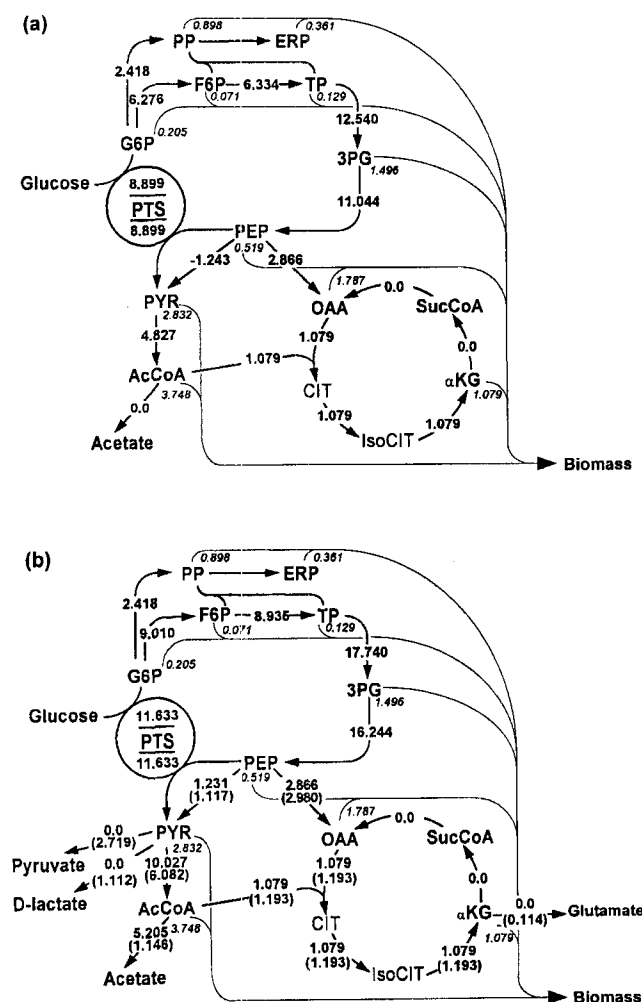 (a)
0.898
0.361
PP
ERP
2.418
F6P
6.334
TP
6.276
0.071
0.129
12.540
G6P
0.205
3PG
1.496
Glucose
8.899
PTS
8.899
11.044
PEP
0.519
-1.243
2.866
1.787
0.0
PYR
2.832
OAA
SucCoA
4.827
1.079
0.0
AcCoA
1.079
3.748
αKG
1.079
0.0
CIT
Acetate
1.079
1.079
IsoCIT
Biomass
(b)
0.898
0.361
PP
ERP
2.418
F6P
8.935
TP
9.010
0.071
0.129
17.740
G6P
0.205
3PG
1.496
Glucose
11.633
PTS
11.633
16.244
PEP
0.519
1.231
(1.117)
2.866
(2.980)
1.787
0.0
0.0
(2.719)
PYR
2.832
OAA
SucCoA
Pyruvate
0.0
(1.112)
10.027
(6.082)
1.079
(1.193)
0.0
D-lactate
AcCoA
3.748
1.079
(1.193)
αKG
1.079
0.0
(0.114)
Glutamate
5.205
(1.146)
CIT
1.079
(1.193)
1.079
(1.193)
Acetate
IsoCIT
Biomass